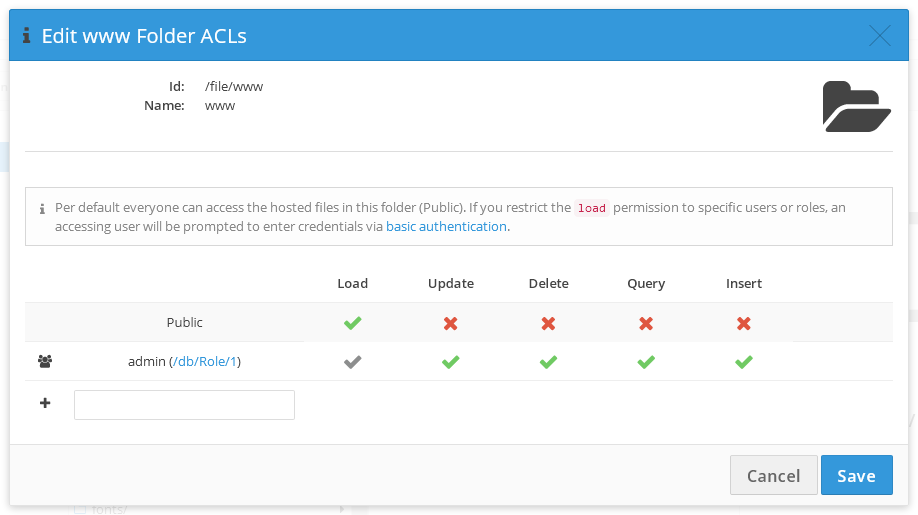 Edit www Folder ACLs
Id: /file/www
Name: www
Per default everyone can access the hosted files in this folder (Public). If you restrict the load permission to specific users or roles, an
accessing user will be prompted to enter credentials via basic authentication.
Load Update Delete Query Insert
Public
admin (/db/Role/1)
Cancel Save
fonts/